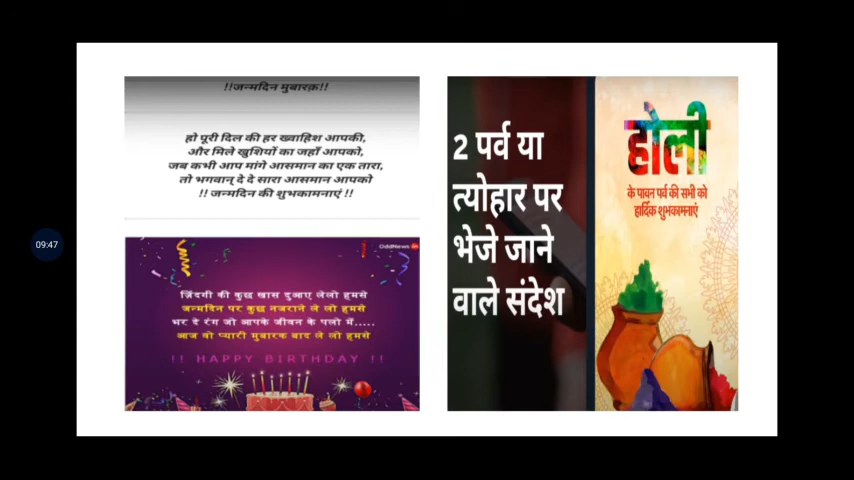 !!जन्मदिन मुबारक़!!
हो पूरी दिल की हर ख्वाहिश आपकी,
और मिले खुशियों का जहाँ आपको,
जब कभी आप मांगे आसमान का एक तारा,
तो भगवान् दे दे सारा आसमान आपको
!! जन्मदिन की शुभकामनाएं !!
OddNews
ज़िंदगी की कुछ खास दुआए लेलो हमसे
जन्मदिन पर कुछ नजराने ले लो हमसे
भर दे रंग जो आपके जीवन के पलो में.....
आज वो प्यारी मुबारक बाद ले लो हमसे
!! HAPPY BIRTHDAY !!
2 पर्व या
त्योहार पर
भेजे जाने
वाले संदेश
होली
के पावन पर्व की सभी को
हार्दिक शुभकामनाएं
09:47